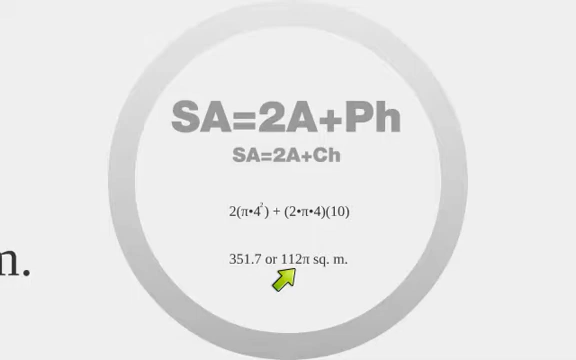 SA=2A+Ph
SA=2A+Ch
2(π•4²) + (2•π•4)(10)
m.
351.7 or 112π sq. m.